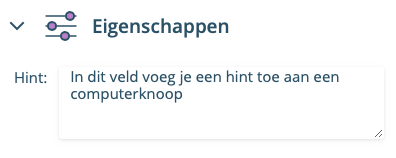 Eigenschappen
Hint: In dit veld voeg je een hint toe aan een
computerknoop